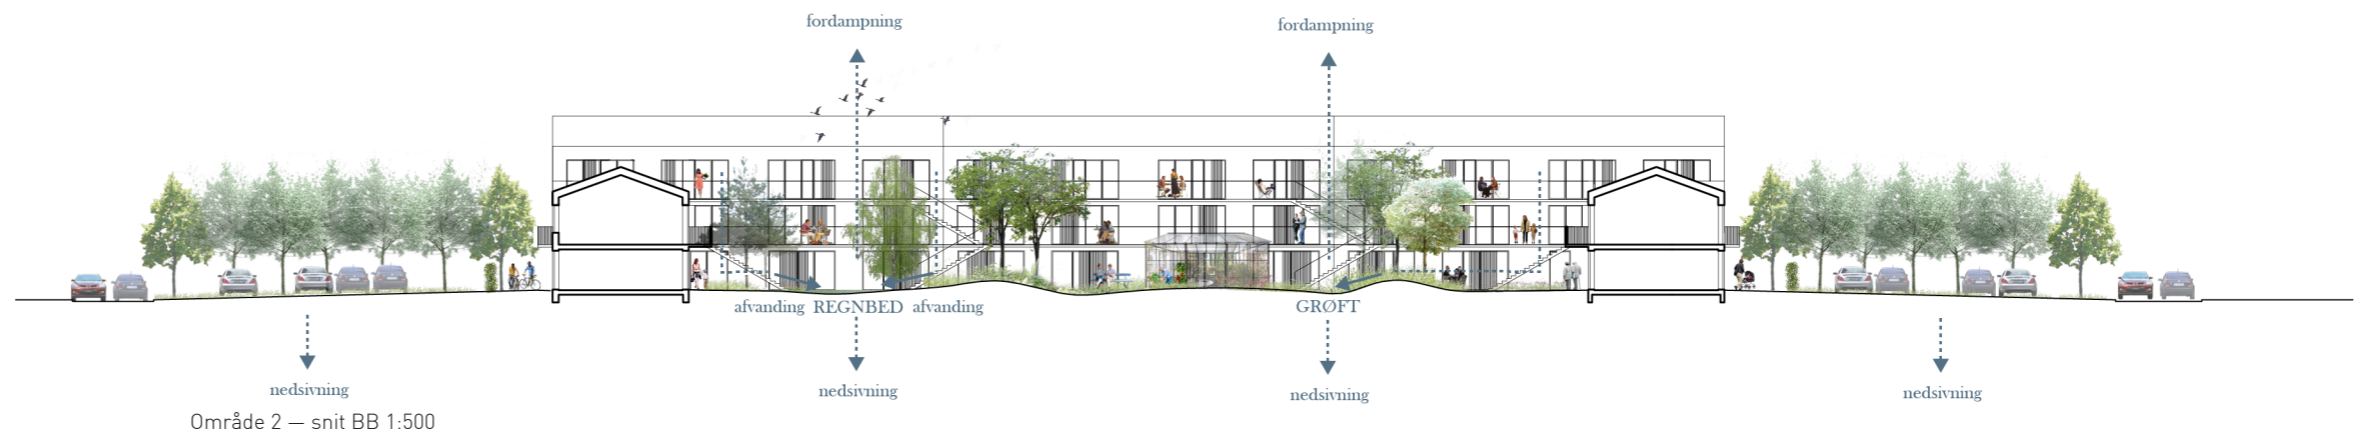 fordampning
fordampning
afvanding REGNBED afvanding
GRØFT
nedsivning
nedsivning
nedsivning
nedsivning
Område 2 — snit BB 1:500